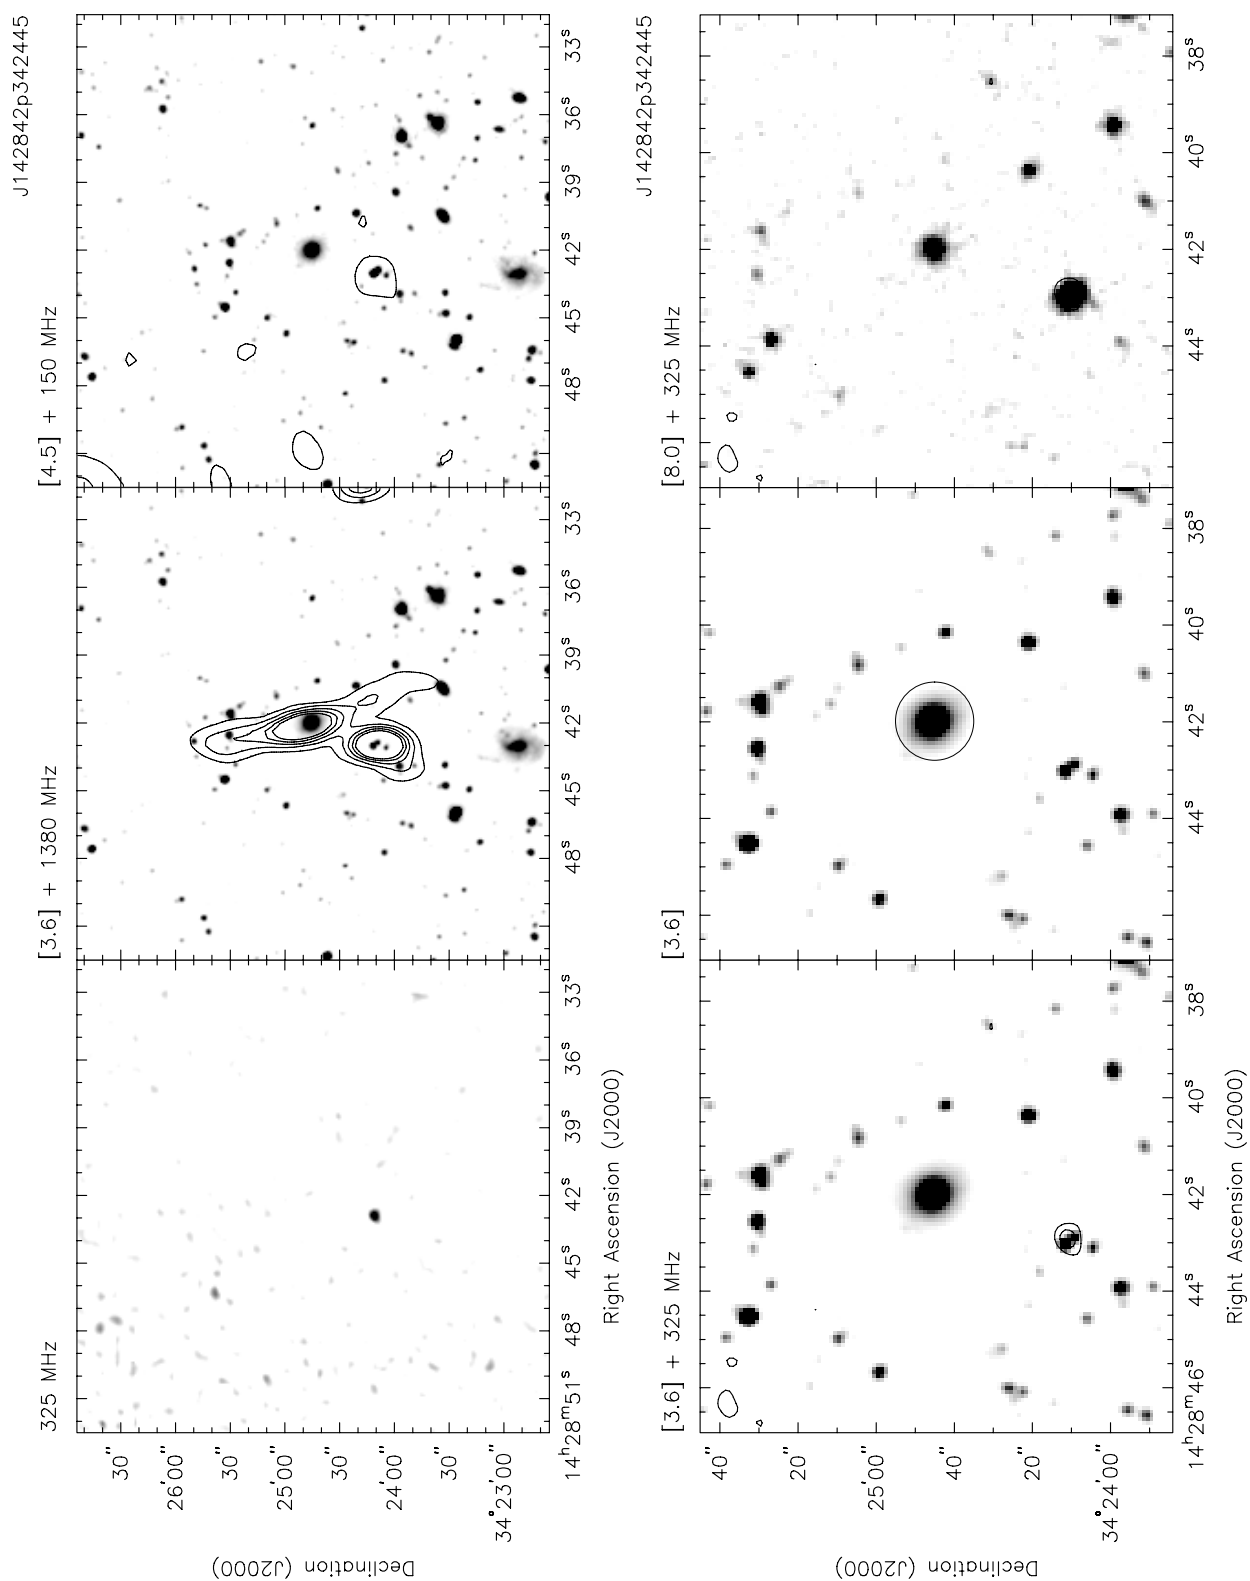 325 MHz
[3.6] + 1380 MHz
[4.5] + 150 MHz
J142842p342445
30"
26'00"
30"
25'00"
30"
24'00"
30"
34°23'00"
Declination (J2000)
14ʰ28ᵐ51ˢ
48ˢ
45ˢ
42ˢ
39ˢ
36ˢ
33ˢ
48ˢ
45ˢ
42ˢ
39ˢ
36ˢ
33ˢ
48ˢ
45ˢ
42ˢ
39ˢ
36ˢ
33ˢ
Right Ascension (J2000)
[3.6] + 325 MHz
[3.6]
[8.0] + 325 MHz
J142842p342445
40"
20"
25'00"
40"
20"
34°24'00"
Declination (J2000)
14ʰ28ᵐ46ˢ
44ˢ
42ˢ
40ˢ
38ˢ
44ˢ
42ˢ
40ˢ
38ˢ
44ˢ
42ˢ
40ˢ
38ˢ
Right Ascension (J2000)